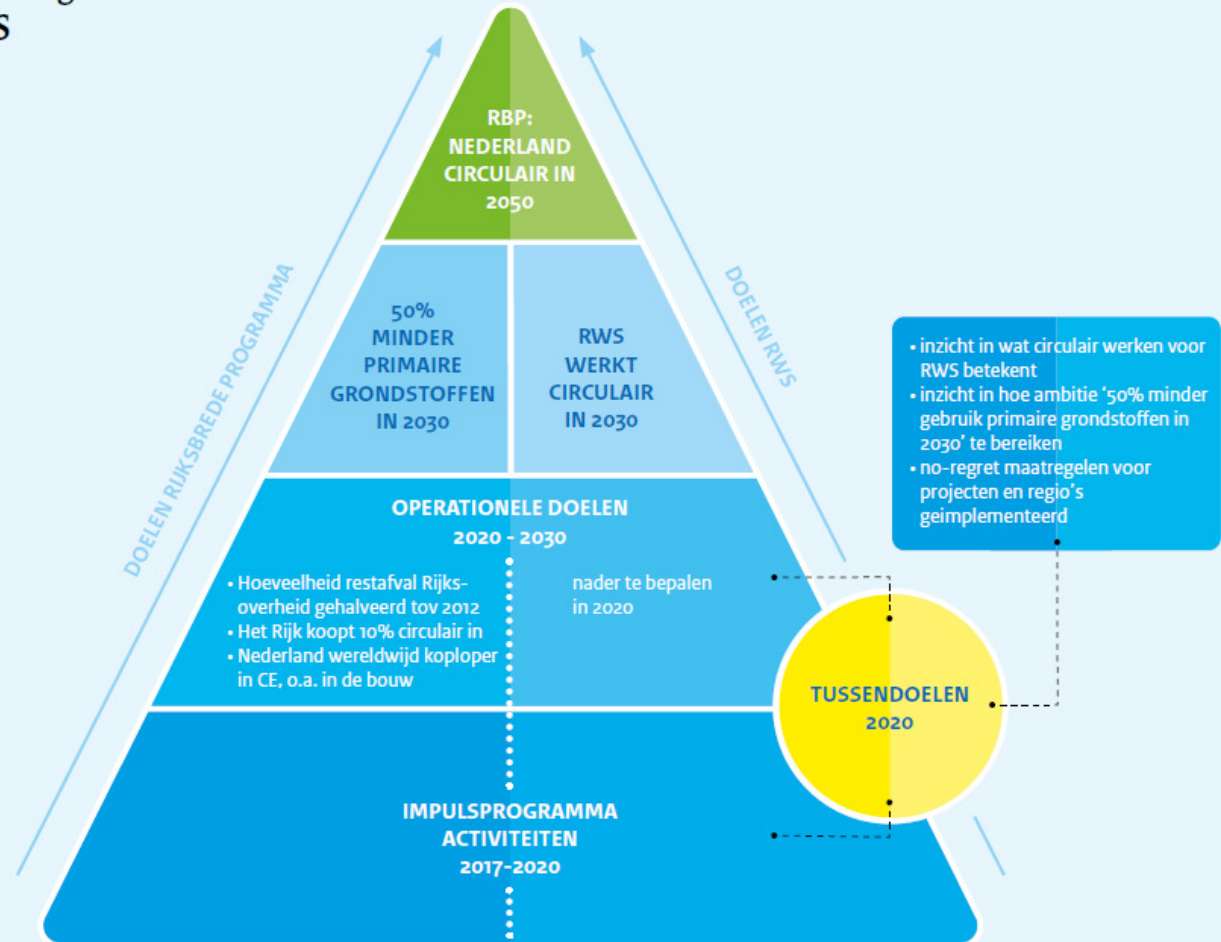 s
RBP:
NEDERLAND
CIRCULAIR IN
2050
DOELEN RIJKSBREDE PROGRAMMA
DOELEN RWS
50%
MINDER
PRIMAIRE
GRONDSTOFFEN
IN 2030
RWS
WERKT
CIRCULAIR
IN 2030
• inzicht in wat circulair werken voor
RWS betekent
• inzicht in hoe ambitie ‘50% minder
gebruik primaire grondstoffen in
2030’ te bereiken
• no-regret maatregelen voor
projecten en regio's
geimplementeerd
OPERATIONELE DOELEN
2020 - 2030
• Hoeveelheid restafval Rijks-
overheid gehalveerd tov 2012
• Het Rijk koopt 10% circulair in
• Nederland wereldwijd koploper
in CE, o.a. in de bouw
nader te bepalen
in 2020
TUSSENDOELEN
2020
IMPULSPROGRAMMA
ACTIVITEITEN
2017-2020